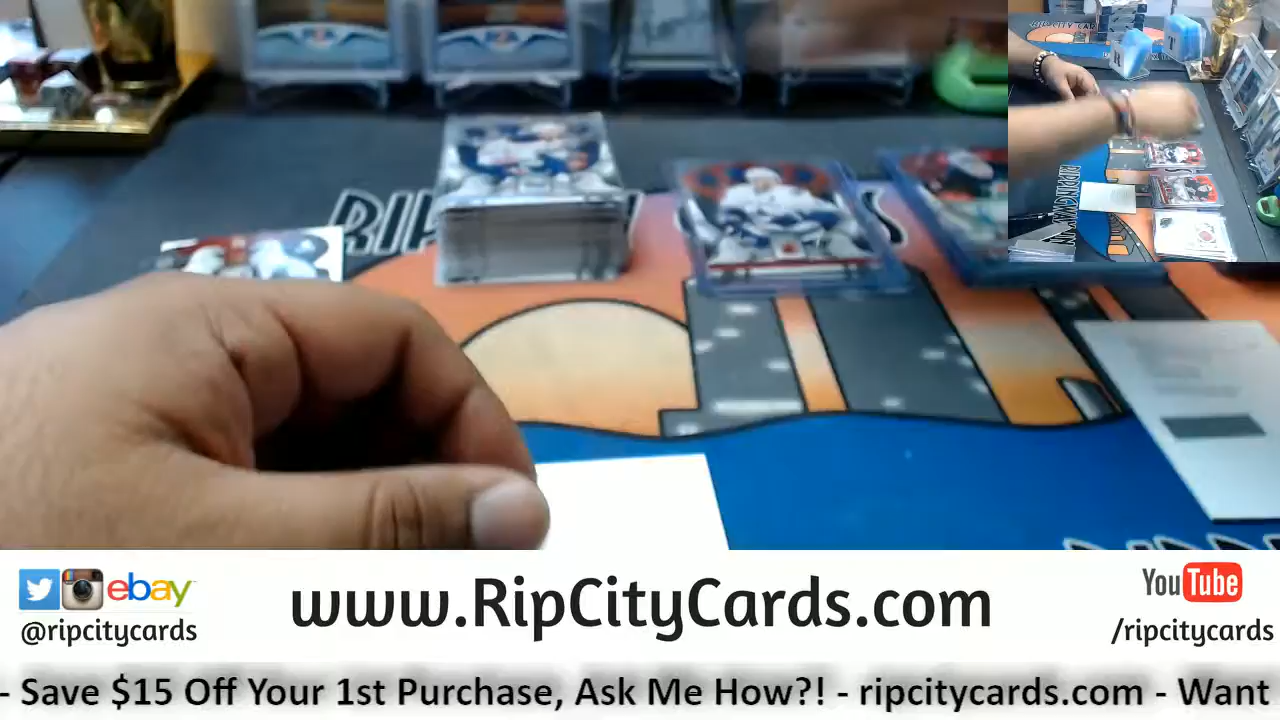 RIP
ebay
@ripcitycards
www.RipCityCards.com
YouTube
/ripcitycards
- Save $15 Off Your 1st Purchase, Ask Me How?! - ripcitycards.com - Want